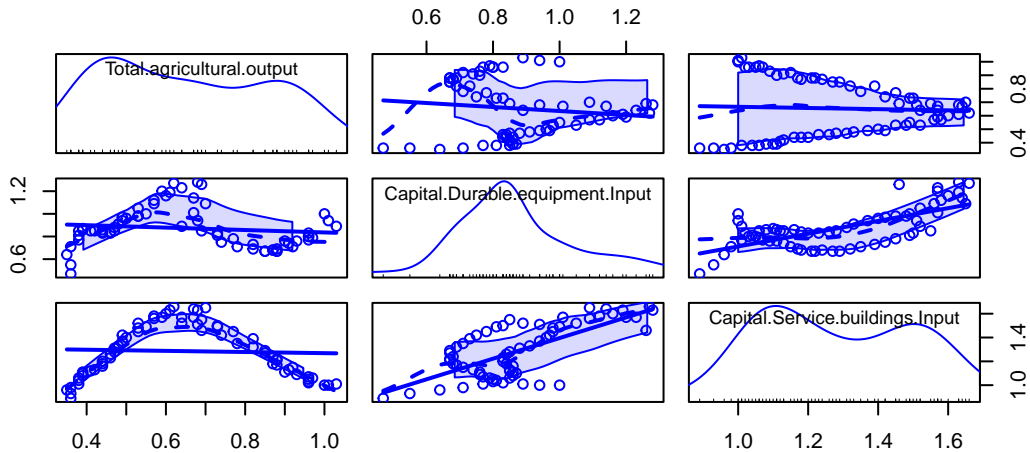 0.6 0.8 1.0 1.2
Total.agricultural.output
0.4 0.8
0.6 1.2
Capital.Durable.equipment.Input
Capital.Service.buildings.Input
1.0 1.4
0.4 0.6 0.8 1.0
1.0 1.2 1.4 1.6